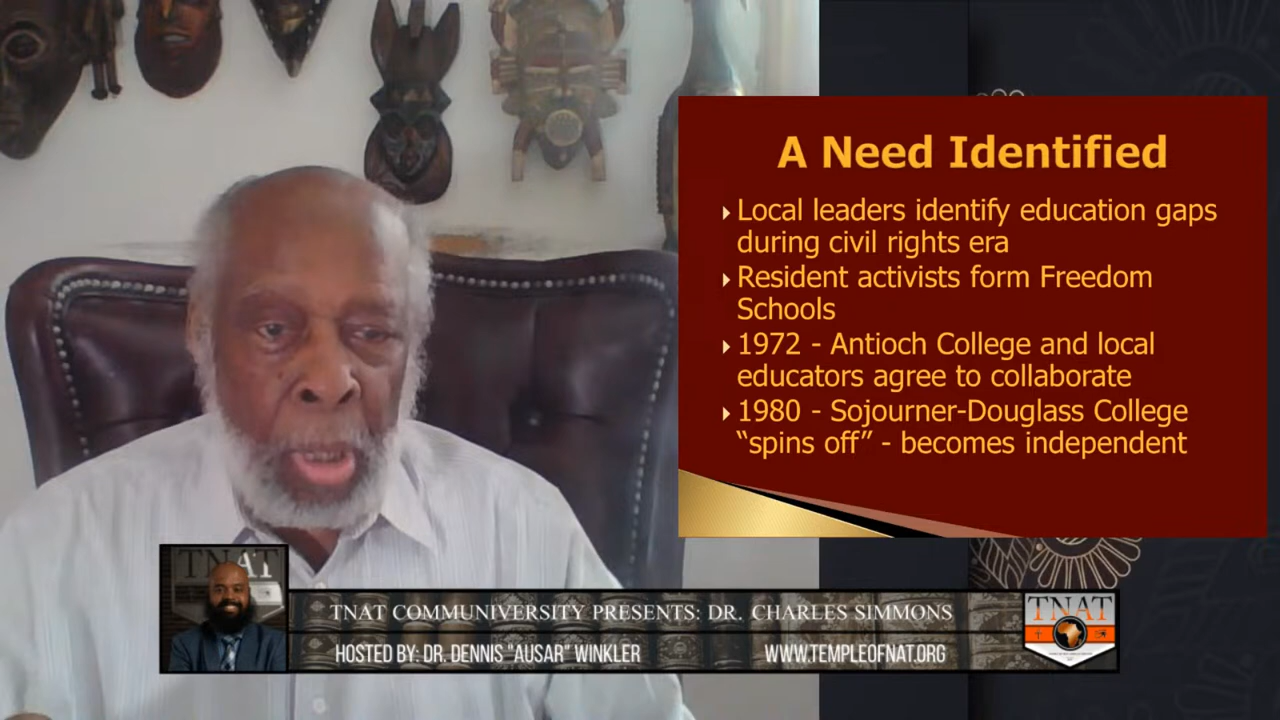 A Need Identified
Local leaders identify education gaps
during civil rights era
Resident activists form Freedom
Schools
1972 - Antioch College and local
educators agree to collaborate
1980 - Sojourner-Douglass College
“spins off” - becomes independent
TNAT
TNAT COMMUNIVERSITY PRESENTS: DR. CHARLES SIMMONS
HOSTED BY: DR. DENNIS "AUSAR" WINKLER
WWW.TEMPLEOFNAT.ORG
TNAT